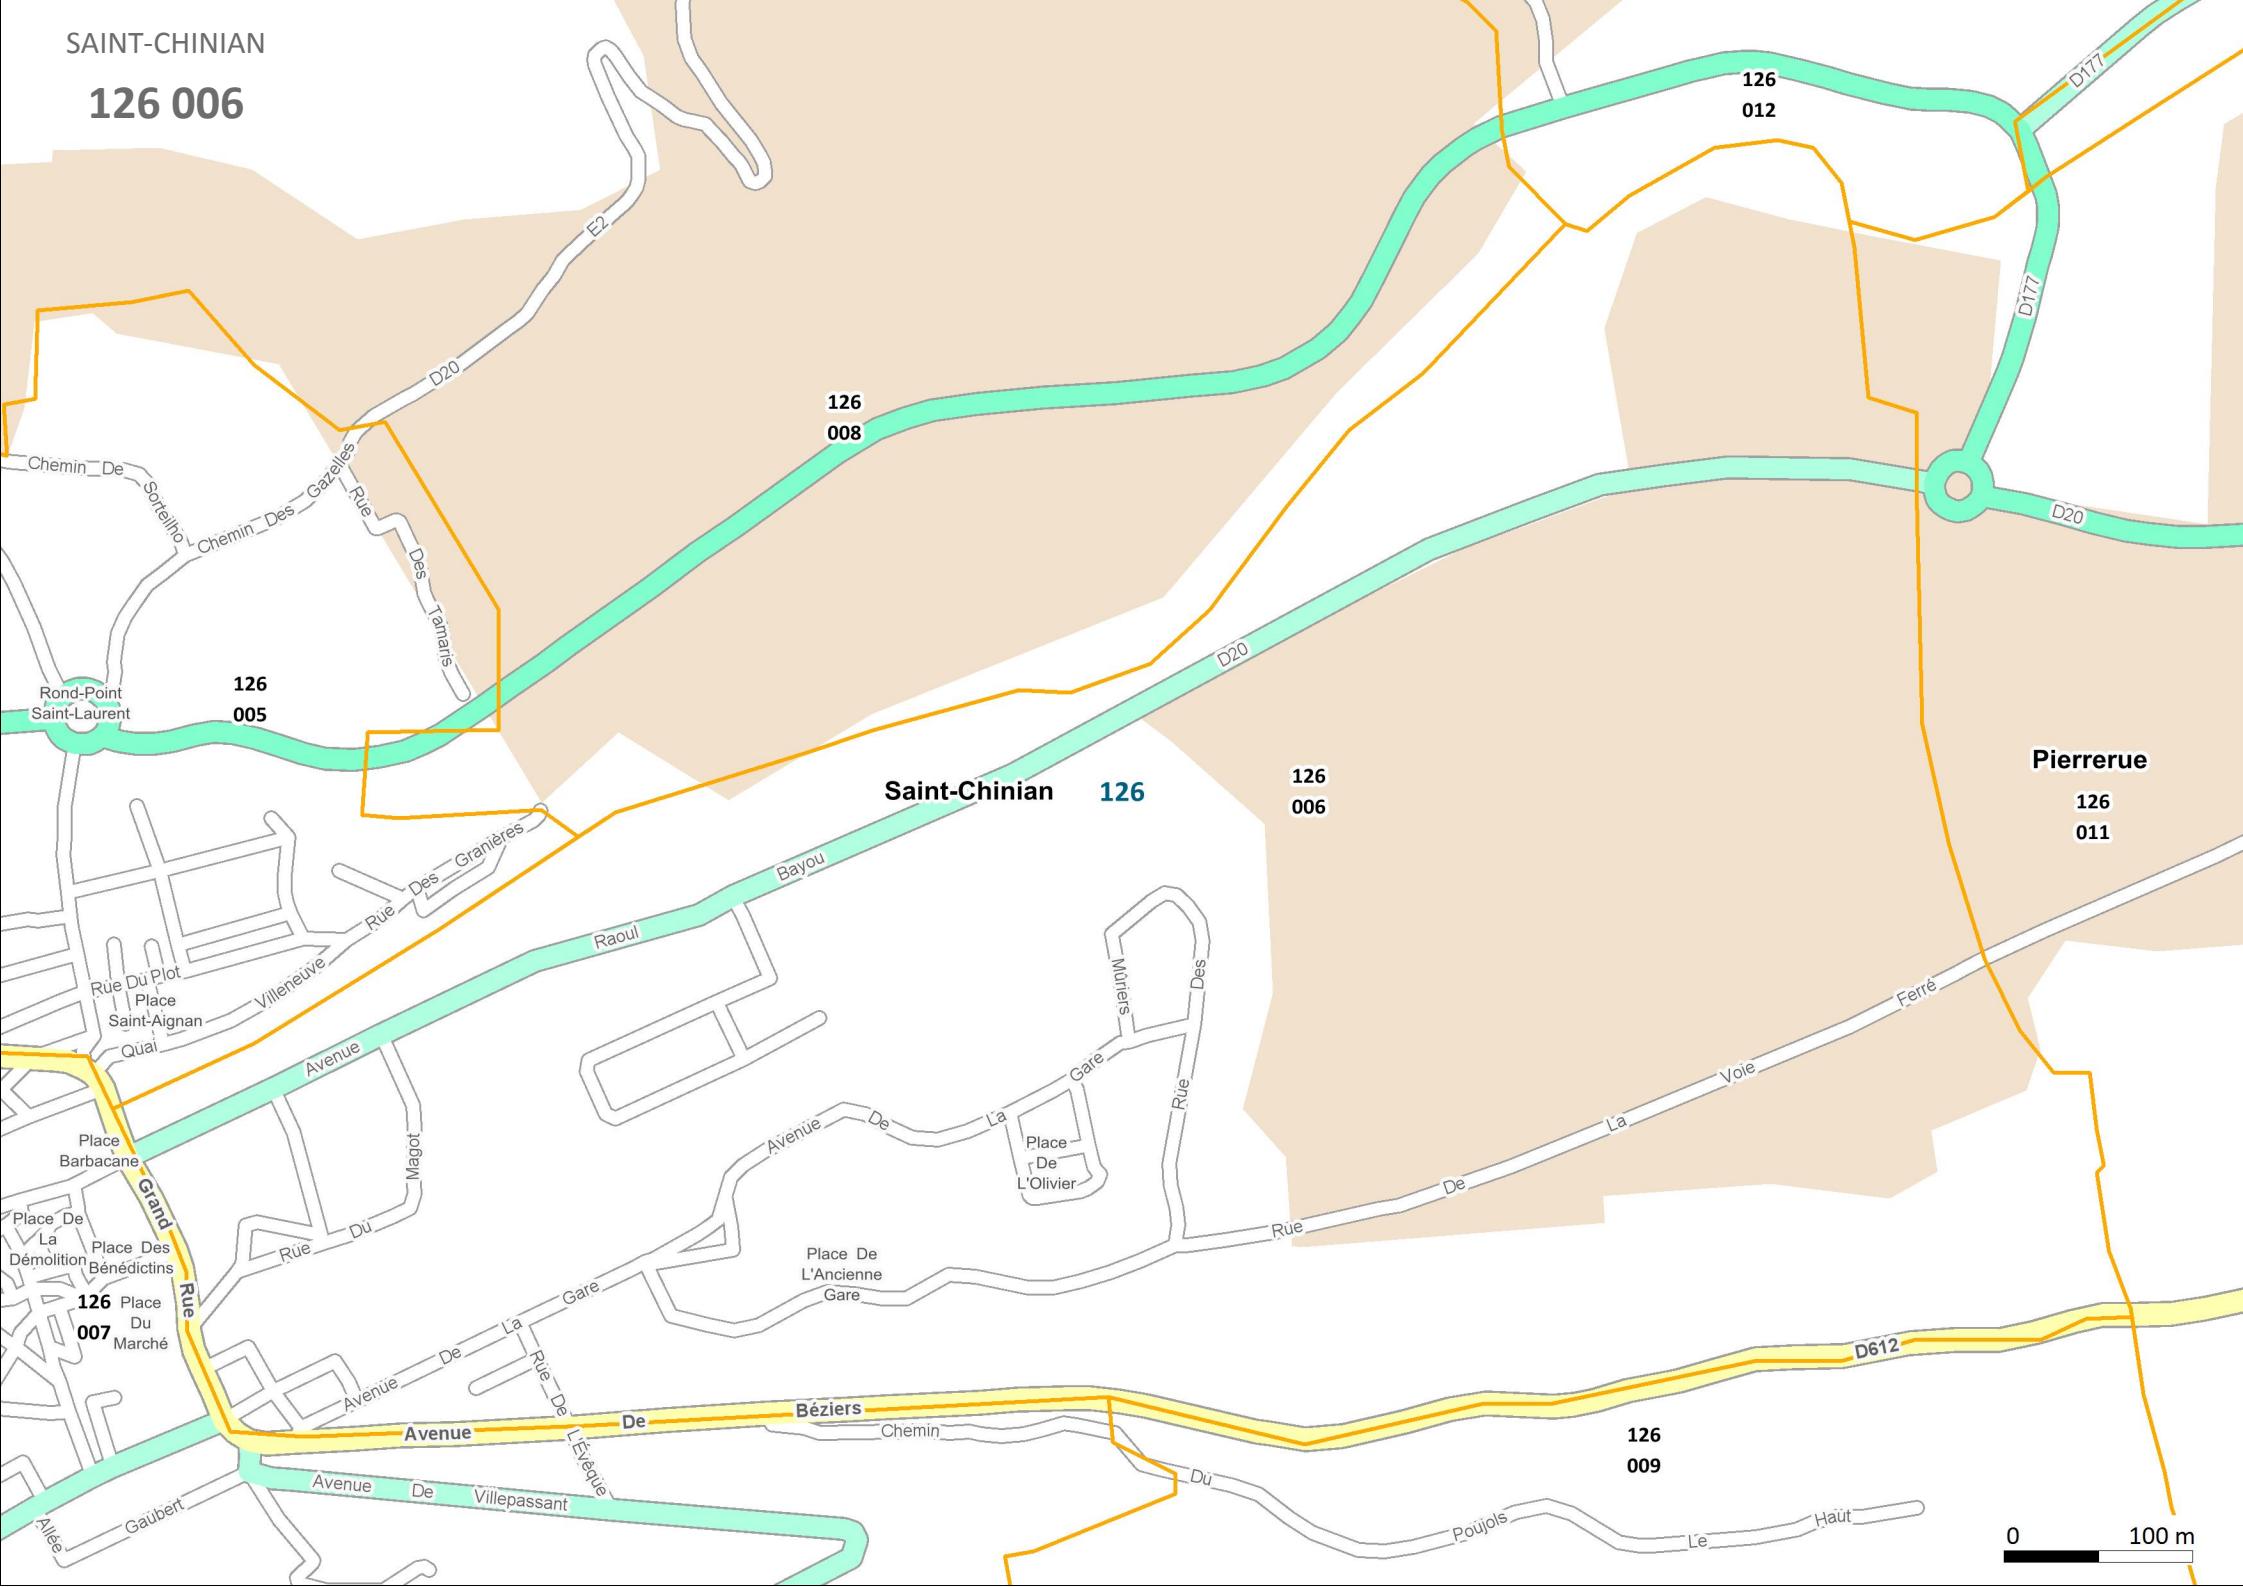 SAINT-CHINIAN
126 006
126
012
D177
E2
D177
D20
126
008
Chemin De
Sorteilho
Chemin Des Gazelles
Rue Des Tamaris
D20
D20
126
005
Rond-Point
Saint-Laurent
Saint-Chinian 126
126
006
Pierrerue
126
011
Avenue Raoul Bayou
Rue Des Granières
Rue Du Plot
Place
Saint-Aignan
Quai Villeneuve
Rue Des Mûriers
Rue De La Voie Ferré
Avenue De La Gare
Place
De
L'Olivier
Place
Barbacane
Grand Rue
Rue Du Magot
Place De
La
Démolition
Place Des
Bénédictins
Place De
L'Ancienne
Gare
126
007
Place
Du
Marché
Avenue De La Gare
Rue De L'Évêque
D612
Avenue De Béziers
Chemin Du Poujols Le Haut
126
009
Avenue De Villepassant
Allée Gaubert
0 100 m